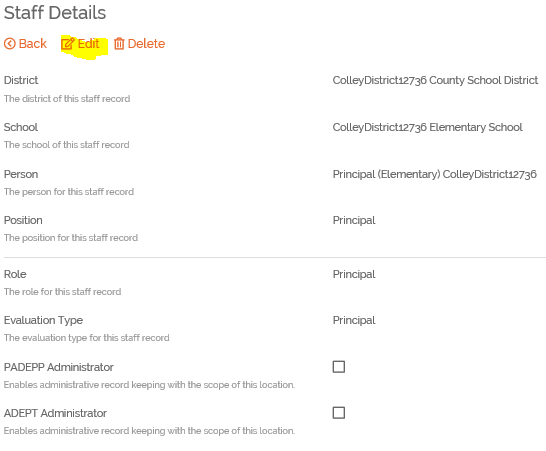 Staff Details
Back Edit Delete
District ColleyDistrict12736 County School District
The district of this staff record
School ColleyDistrict12736 Elementary School
The school of this staff record
Person Principal (Elementary) ColleyDistrict12736
The person for this staff record
Position Principal
The position for this staff record
Role Principal
The role for this staff record
Evaluation Type Principal
The evaluation type for this staff record
PADEPP Administrator
Enables administrative record keeping with the scope of this location.
ADEPT Administrator
Enables administrative record keeping with the scope of this location.